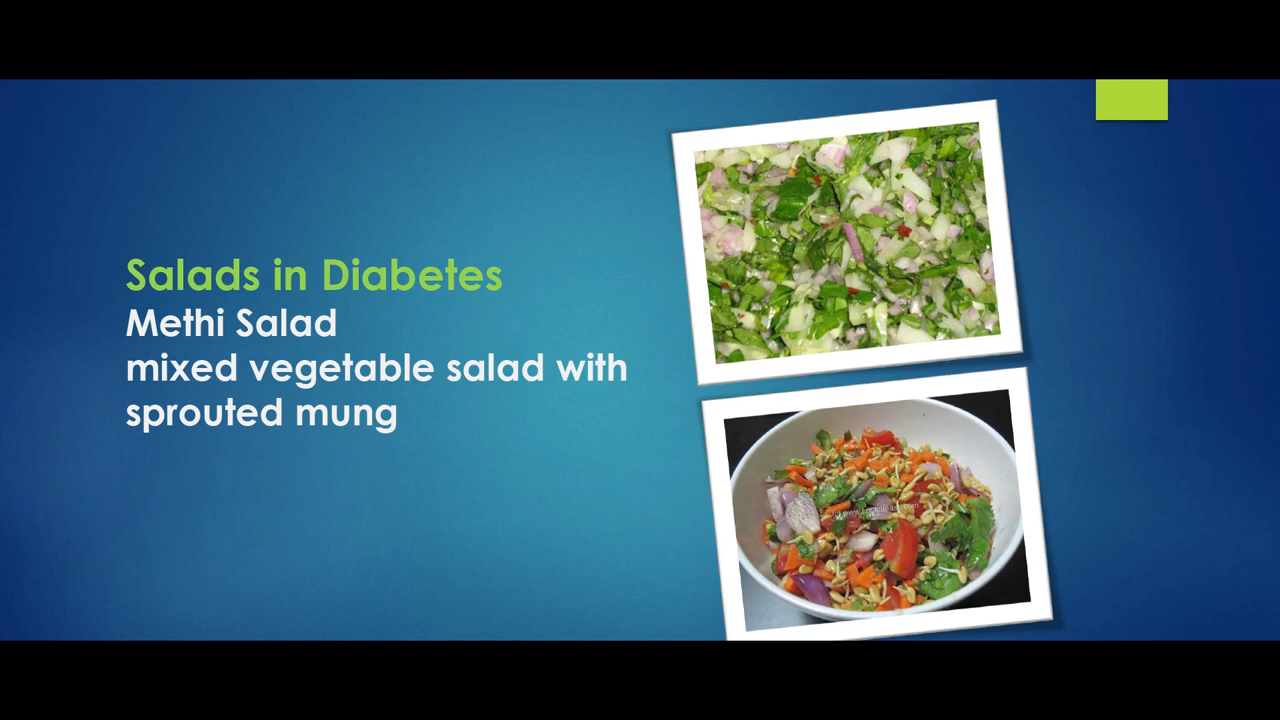 Salads in Diabetes
Methi Salad
mixed vegetable salad with
sprouted mung